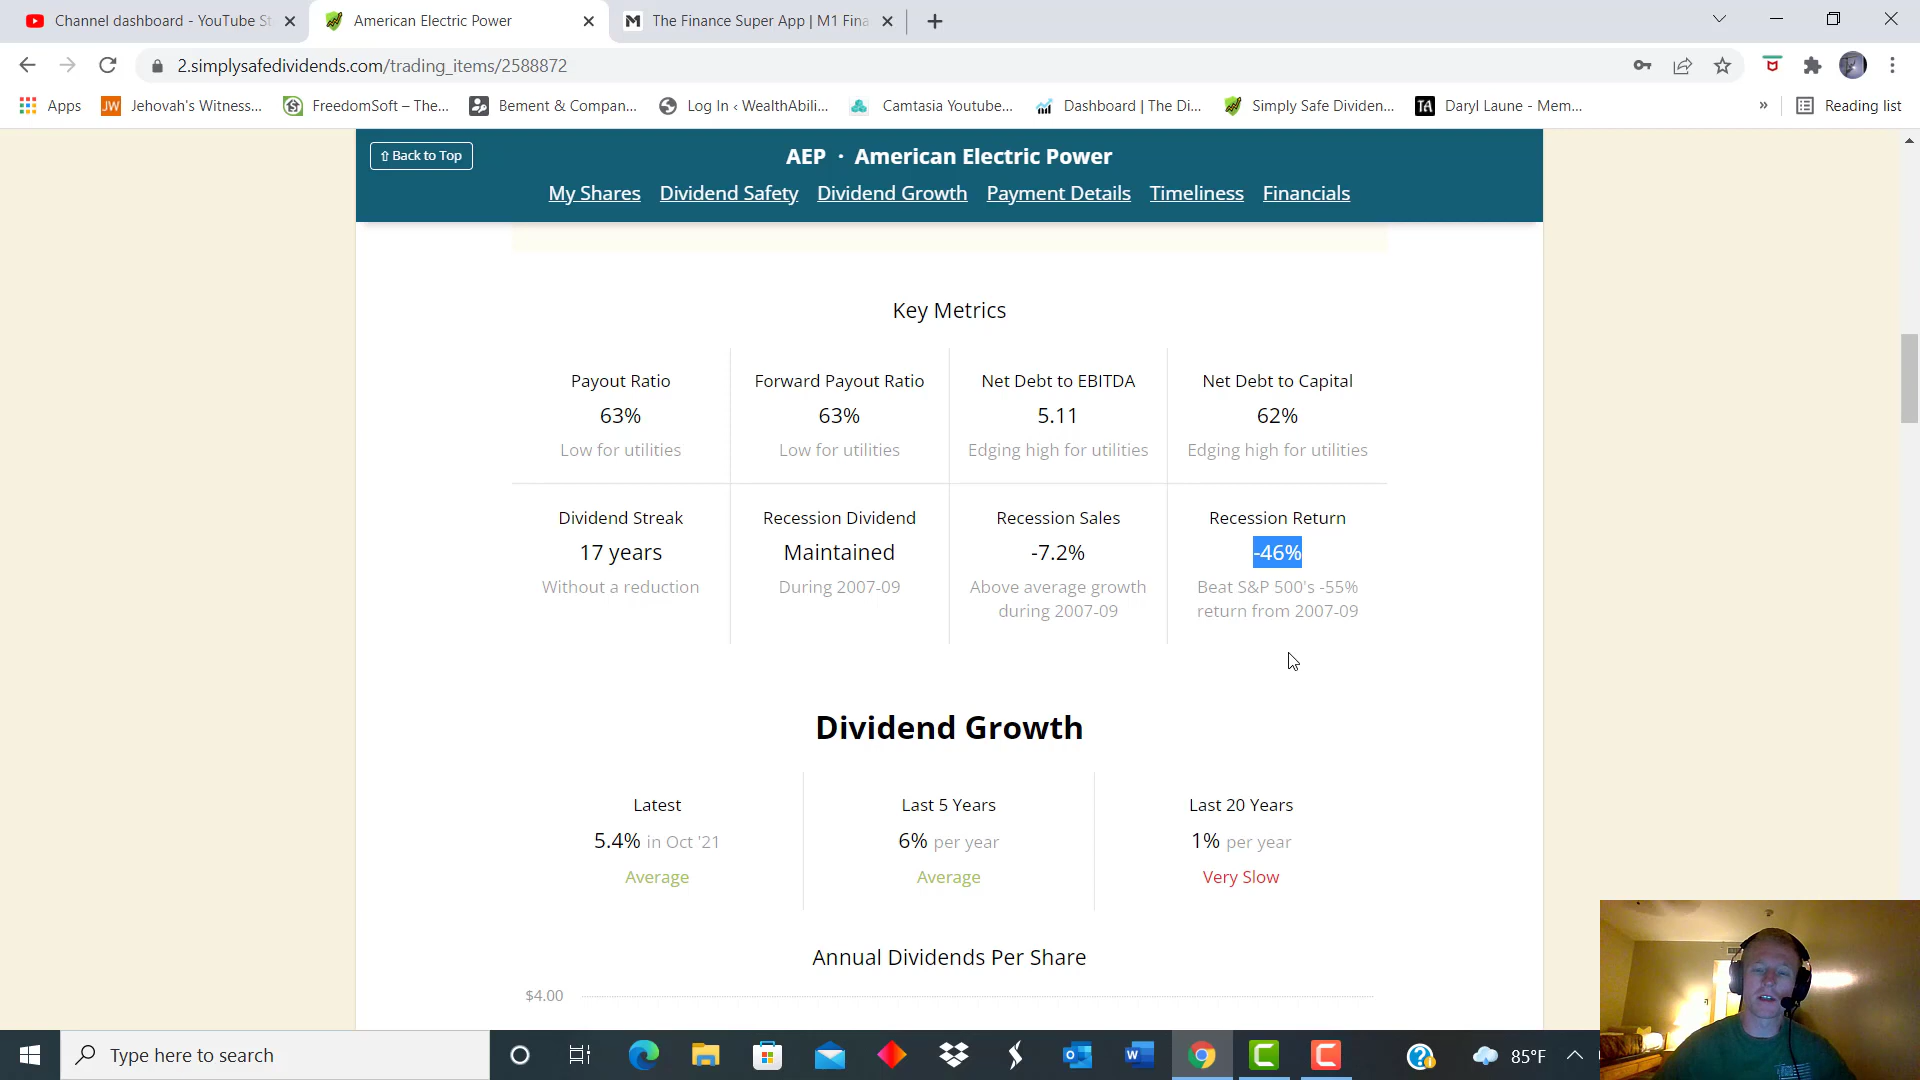 Channel dashboard - YouTube St
American Electric Power
The Finance Super App | M1 Fina
2.simplysafedividends.com/trading_items/2588872
Apps
Jehovah's Witness...
FreedomSoft – The...
Bement & Compan...
Log In ‹ WealthAbili...
Camtasia Youtube...
Dashboard | The Di...
Simply Safe Dividen...
Daryl Laune - Mem...
»
Reading list
⇧Back to Top
AEP · American Electric Power
My Shares Dividend Safety Dividend Growth Payment Details Timeliness Financials
Key Metrics
Payout Ratio
63%
Low for utilities
Forward Payout Ratio
63%
Low for utilities
Net Debt to EBITDA
5.11
Edging high for utilities
Net Debt to Capital
62%
Edging high for utilities
Dividend Streak
17 years
Without a reduction
Recession Dividend
Maintained
During 2007-09
Recession Sales
-7.2%
Above average growth
during 2007-09
Recession Return
-46%
Beat S&P 500's -55%
return from 2007-09
Dividend Growth
Latest
5.4% in Oct '21
Average
Last 5 Years
6% per year
Average
Last 20 Years
1% per year
Very Slow
Annual Dividends Per Share
$4.00
Type here to search
85°F